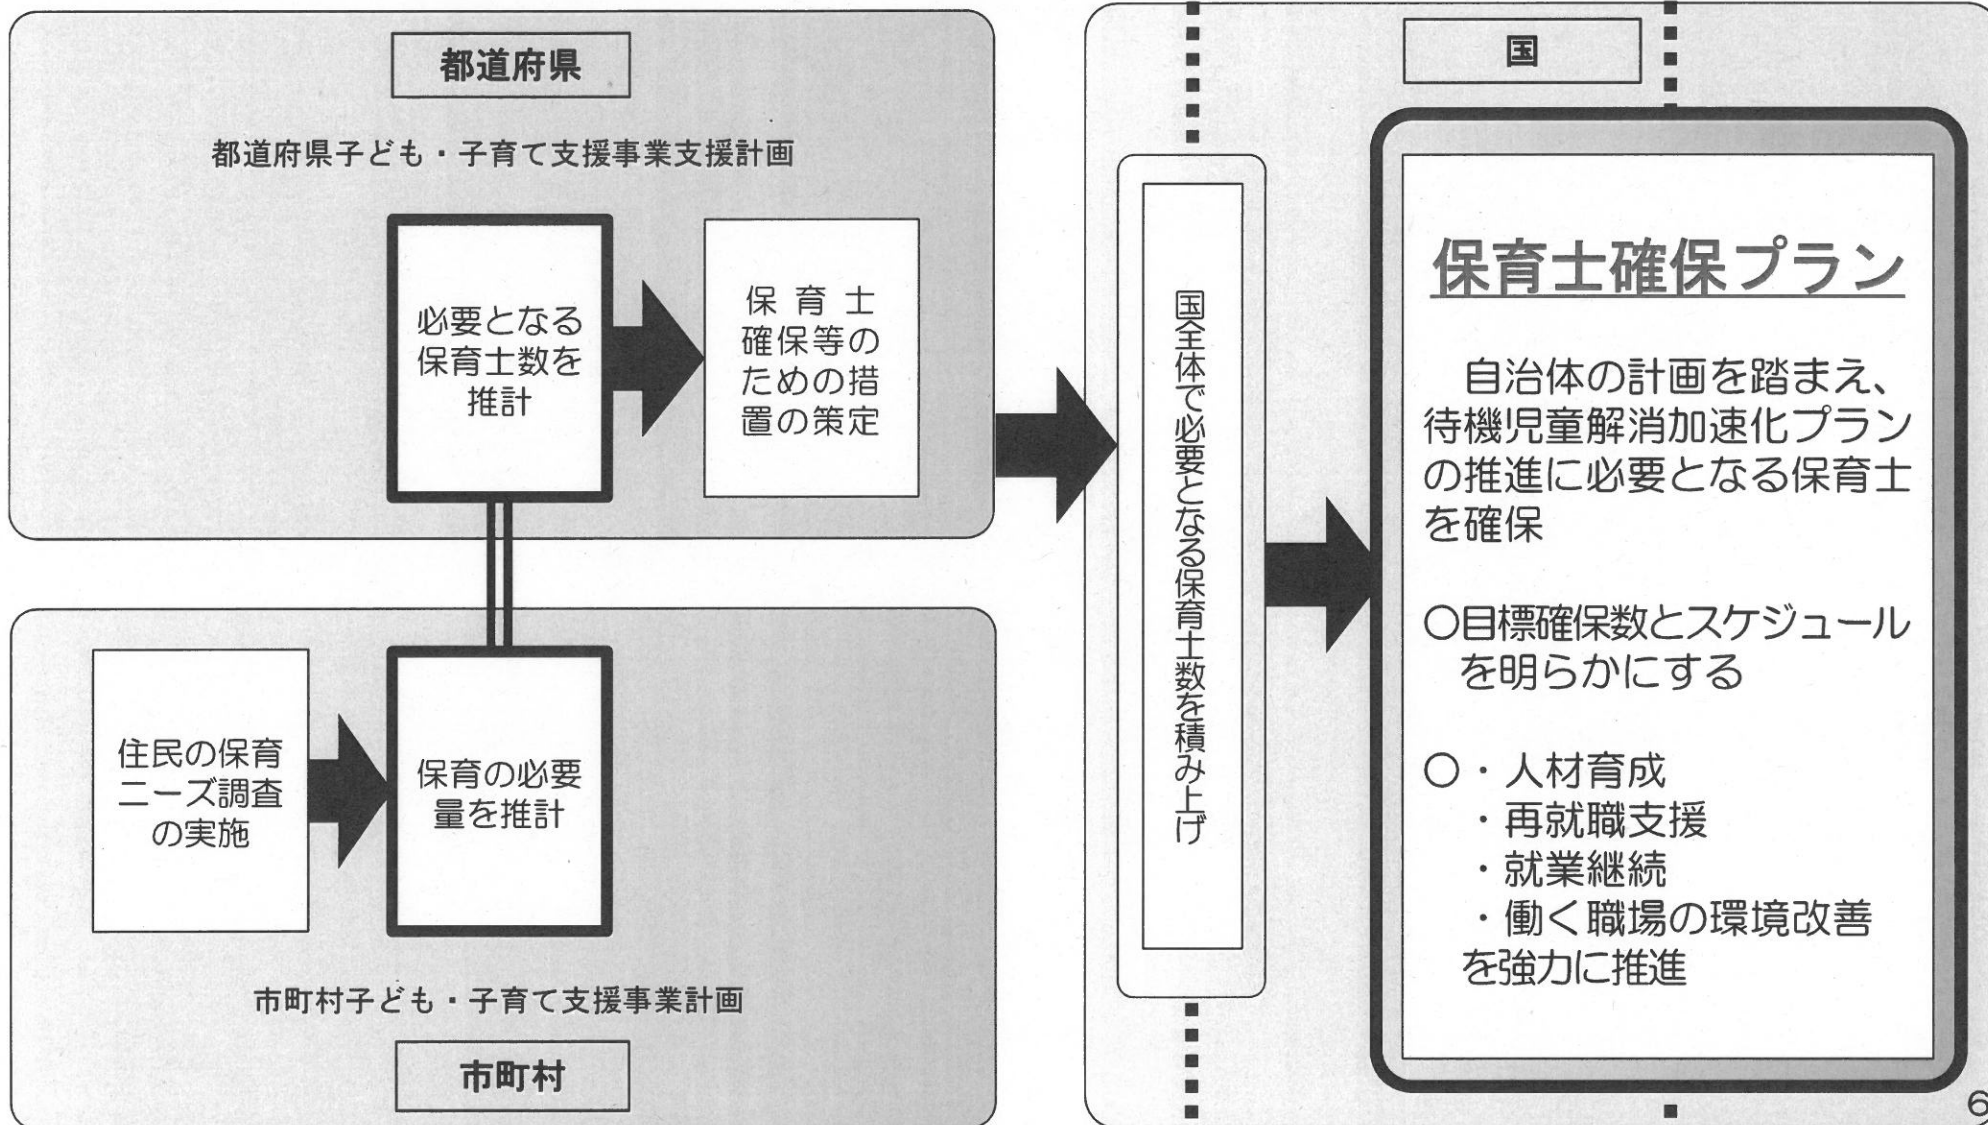 都道府県
都道府県子ども・子育て支援事業支援計画
必要となる
保育士数を
推計
保育士
確保等の
ための措
置の策定
住民の保育
ニーズ調査
の実施
保育の必要
量を推計
市町村子ども・子育て支援事業計画
市町村
国
国全体で必要となる保育士数を積み上げ
保育士確保プラン
自治体の計画を踏まえ、
待機児童解消加速化プラン
の推進に必要となる保育士
を確保
○目標確保数とスケジュール
を明らかにする
○・人材育成
・再就職支援
・就業継続
・働く職場の環境改善
を強力に推進
6